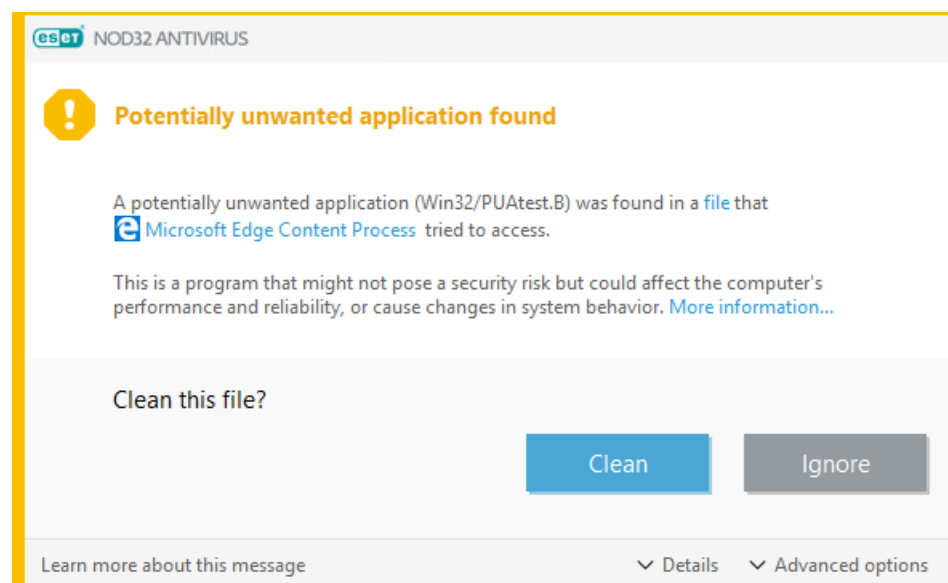 eset NOD32 ANTIVIRUS
Potentially unwanted application found
A potentially unwanted application (Win32/PUAtest.B) was found in a file that
Microsoft Edge Content Process tried to access.
This is a program that might not pose a security risk but could affect the computer's
performance and reliability, or cause changes in system behavior. More information...
Clean this file?
Clean Ignore
Learn more about this message Details Advanced options